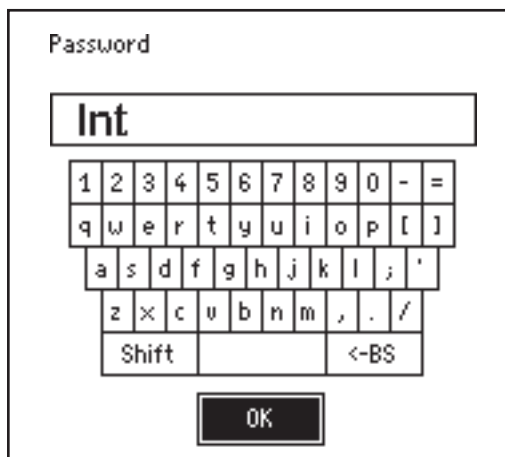 Password
Int
1 2 3 4 5 6 7 8 9 0 - =
q w e r t y u i o p [ ]
a s d f g h j k l ; '
z x c v b n m , . /
Shift <-BS
OK